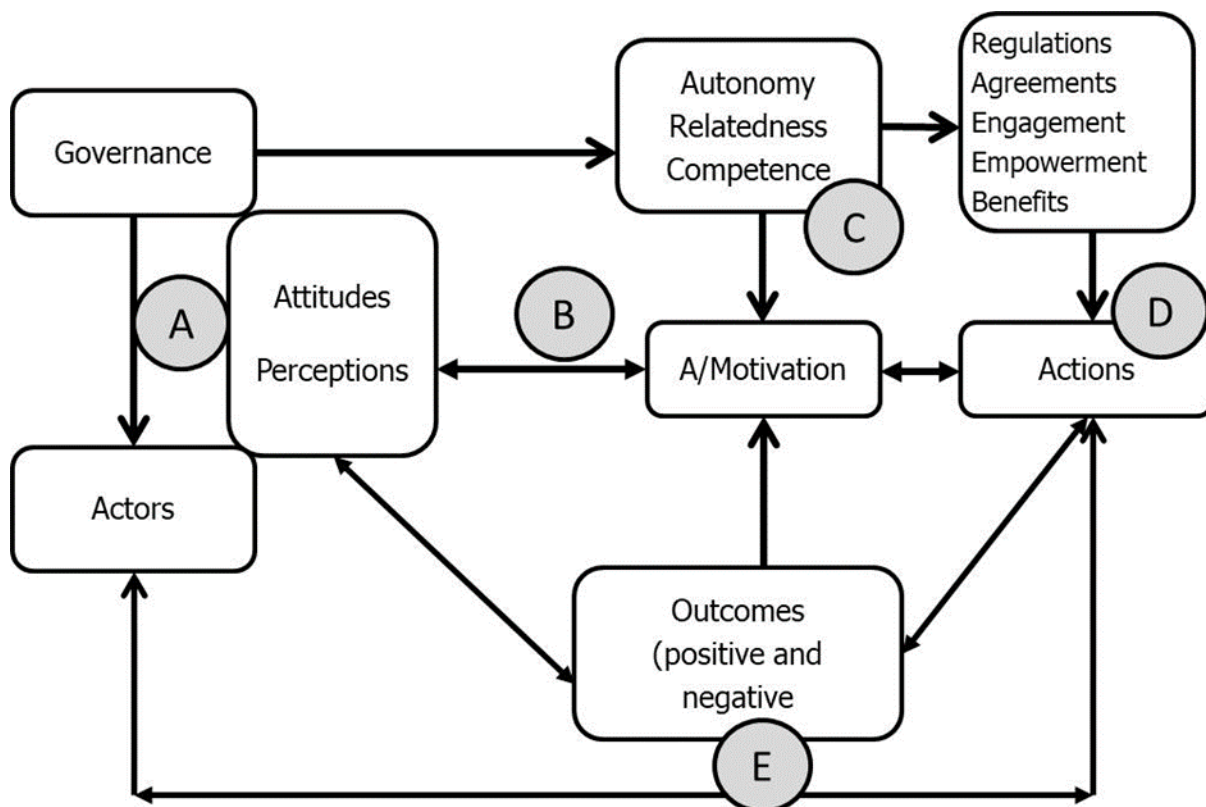 Governance
Autonomy
Relatedness
Competence
Regulations
Agreements
Engagement
Empowerment
Benefits
A
Attitudes
Perceptions
B
C
D
A/Motivation
Actions
Actors
Outcomes
(positive and
negative
E